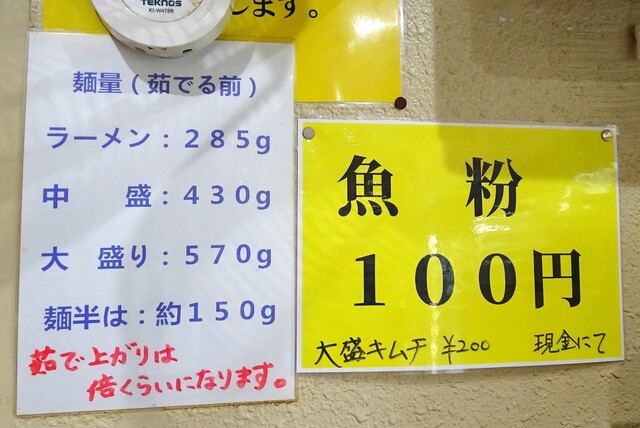 TEKNOS
KI-W478R
します。
麺量(茹でる前)
ラーメン:285g
中 盛:430g
大 盛り:570g
麺半は:約150g
茹で上がりは
倍くらいになります。
魚 粉
100円
大盛キムチ ¥200 現金にて